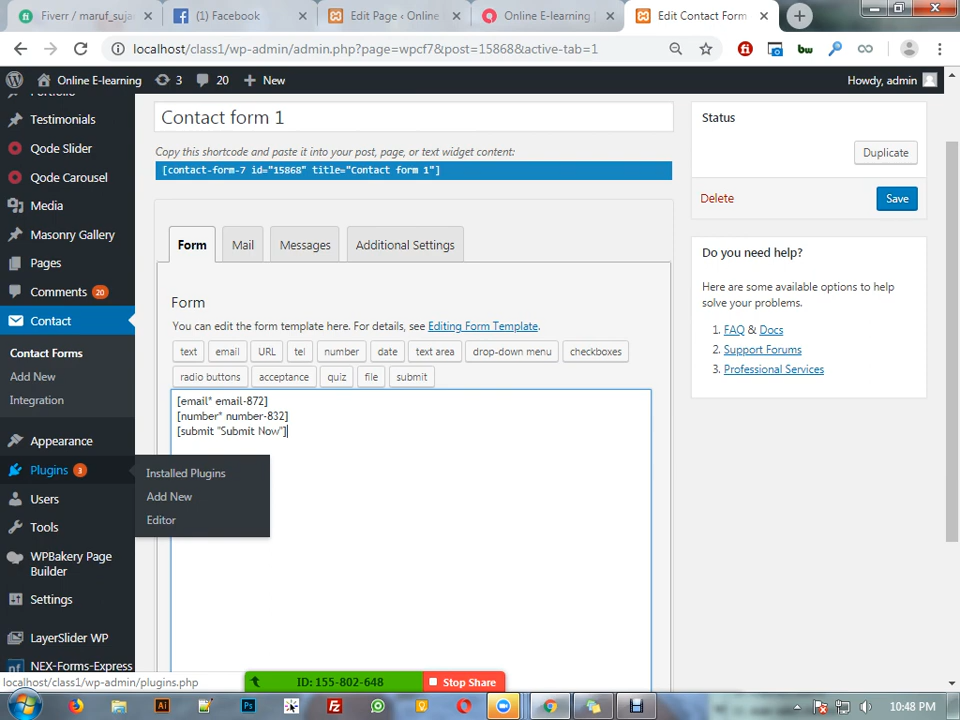 Fiverr / maruf_suja
(1) Facebook
Edit Page ‹ Online
Online E-learning |
Edit Contact Form
localhost/class1/wp-admin/admin.php?page=wpcf7&post=15868&active-tab=1
bw
Online E-learning
3
20
New
Howdy, admin
Portfolio
Testimonials
Qode Slider
Qode Carousel
Media
Masonry Gallery
Pages
Comments 20
Contact
Contact Forms
Add New
Integration
Appearance
Plugins 3
Users
Tools
WPBakery Page
Builder
Settings
LayerSlider WP
NEX-Forms-Express
Installed Plugins
Add New
Editor
Contact form 1
Copy this shortcode and paste it into your post, page, or text widget content:
[contact-form-7 id="15868" title="Contact form 1"]
Form
Mail
Messages
Additional Settings
Form
You can edit the form template here. For details, see Editing Form Template.
text
email
URL
tel
number
date
text area
drop-down menu
checkboxes
radio buttons
acceptance
quiz
file
submit
[email* email-872]
[number* number-832]
[submit "Submit Now"]
Status
Duplicate
Delete
Save
Do you need help?
Here are some available options to help
solve your problems.
1. FAQ & Docs
2. Support Forums
3. Professional Services
localhost/class1/wp-admin/plugins.php
ID: 155-802-648
Stop Share
10:48 PM